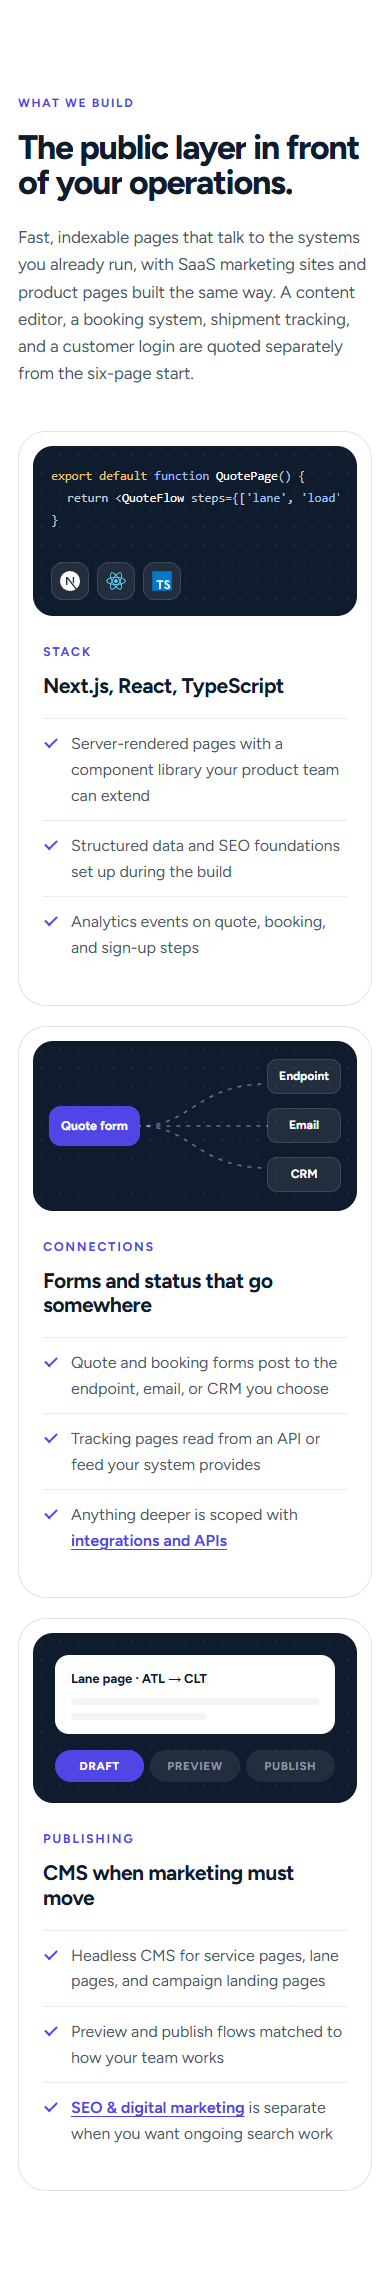 WHAT WE BUILD
The public layer in front
of your operations.
Fast, indexable pages that talk to the systems
you already run, with SaaS marketing sites and
product pages built the same way. A content
editor, a booking system, shipment tracking,
and a customer login are quoted separately
from the six-page start.
export default function QuotePage() {
return <QuoteFlow steps={['lane', 'load'
}
N
TS
STACK
Next.js, React, TypeScript
Server-rendered pages with a
component library your product team
can extend
Structured data and SEO foundations
set up during the build
Analytics events on quote, booking,
and sign-up steps
Quote form
Endpoint
Email
CRM
CONNECTIONS
Forms and status that go
somewhere
Quote and booking forms post to the
endpoint, email, or CRM you choose
Tracking pages read from an API or
feed your system provides
Anything deeper is scoped with
integrations and APIs
Lane page · ATL → CLT
DRAFT
PREVIEW
PUBLISH
PUBLISHING
CMS when marketing must
move
Headless CMS for service pages, lane
pages, and campaign landing pages
Preview and publish flows matched to
how your team works
SEO & digital marketing is separate
when you want ongoing search work